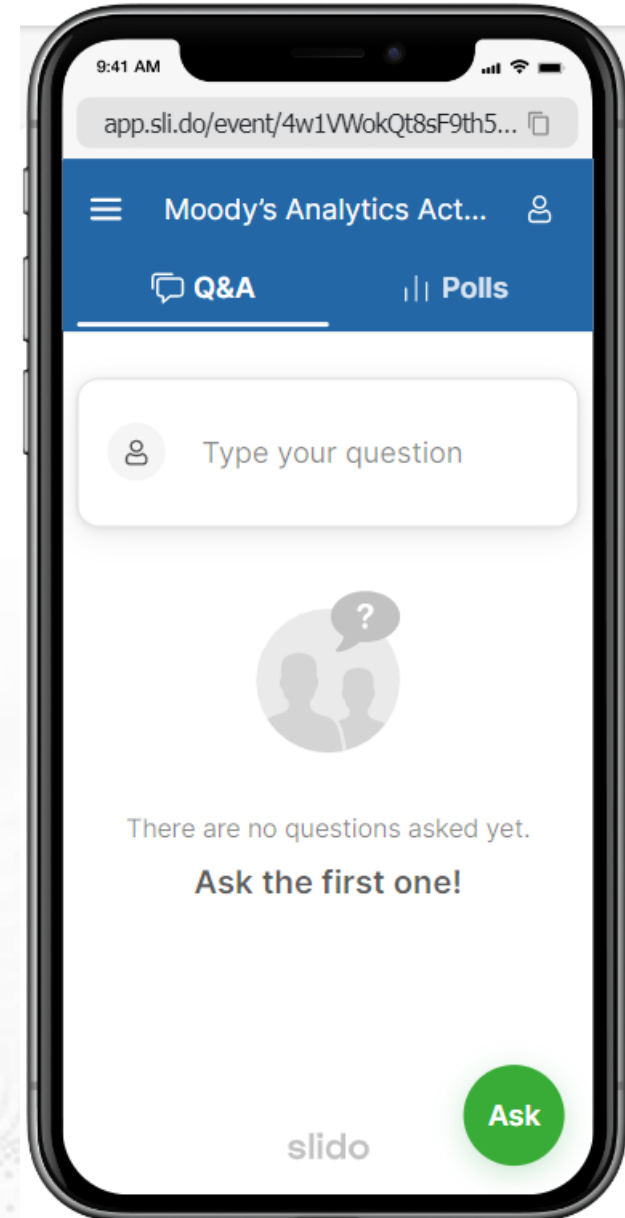 9:41 AM
app.sli.do/event/4w1VWokQt8sF9th5...
Moody's Analytics Act...
Q&A
Polls
Type your question
?
There are no questions asked yet.
Ask the first one!
Ask
slido